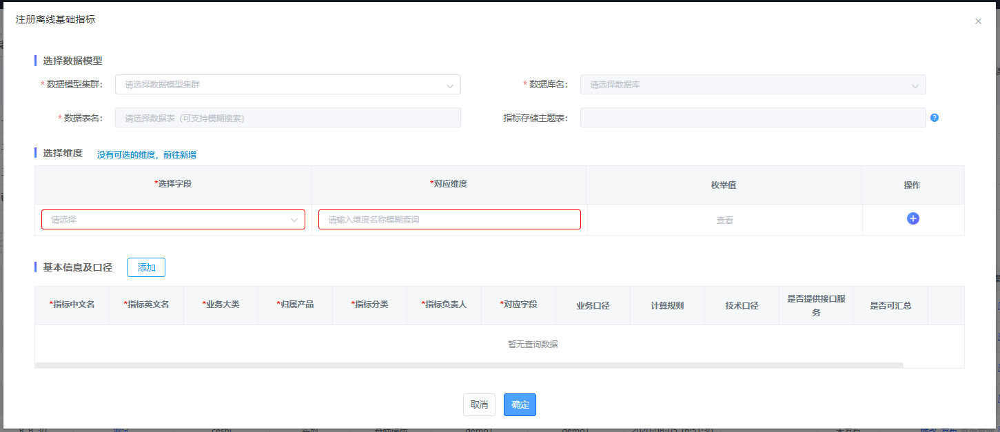 注册离线基础指标
选择数据模型
* 数据模型集群: 请选择数据模型集群 * 数据库名: 请选择数据库
* 数据表名: 请选择数据表（可支持模糊搜索） 指标存储主题表: ?
选择维度 没有可选的维度，前往新增
*选择字段 *对应维度 枚举值 操作
请选择 请输入维度名称模糊查询 查看
基本信息及口径 添加
*指标中文名 *指标英文名 *业务大类 *归属产品 *指标分类 *指标负责人 *对应字段 业务口径 计算规则 技术口径 是否提供接口服 是否可汇总
务
暂无查询数据
取消 确定